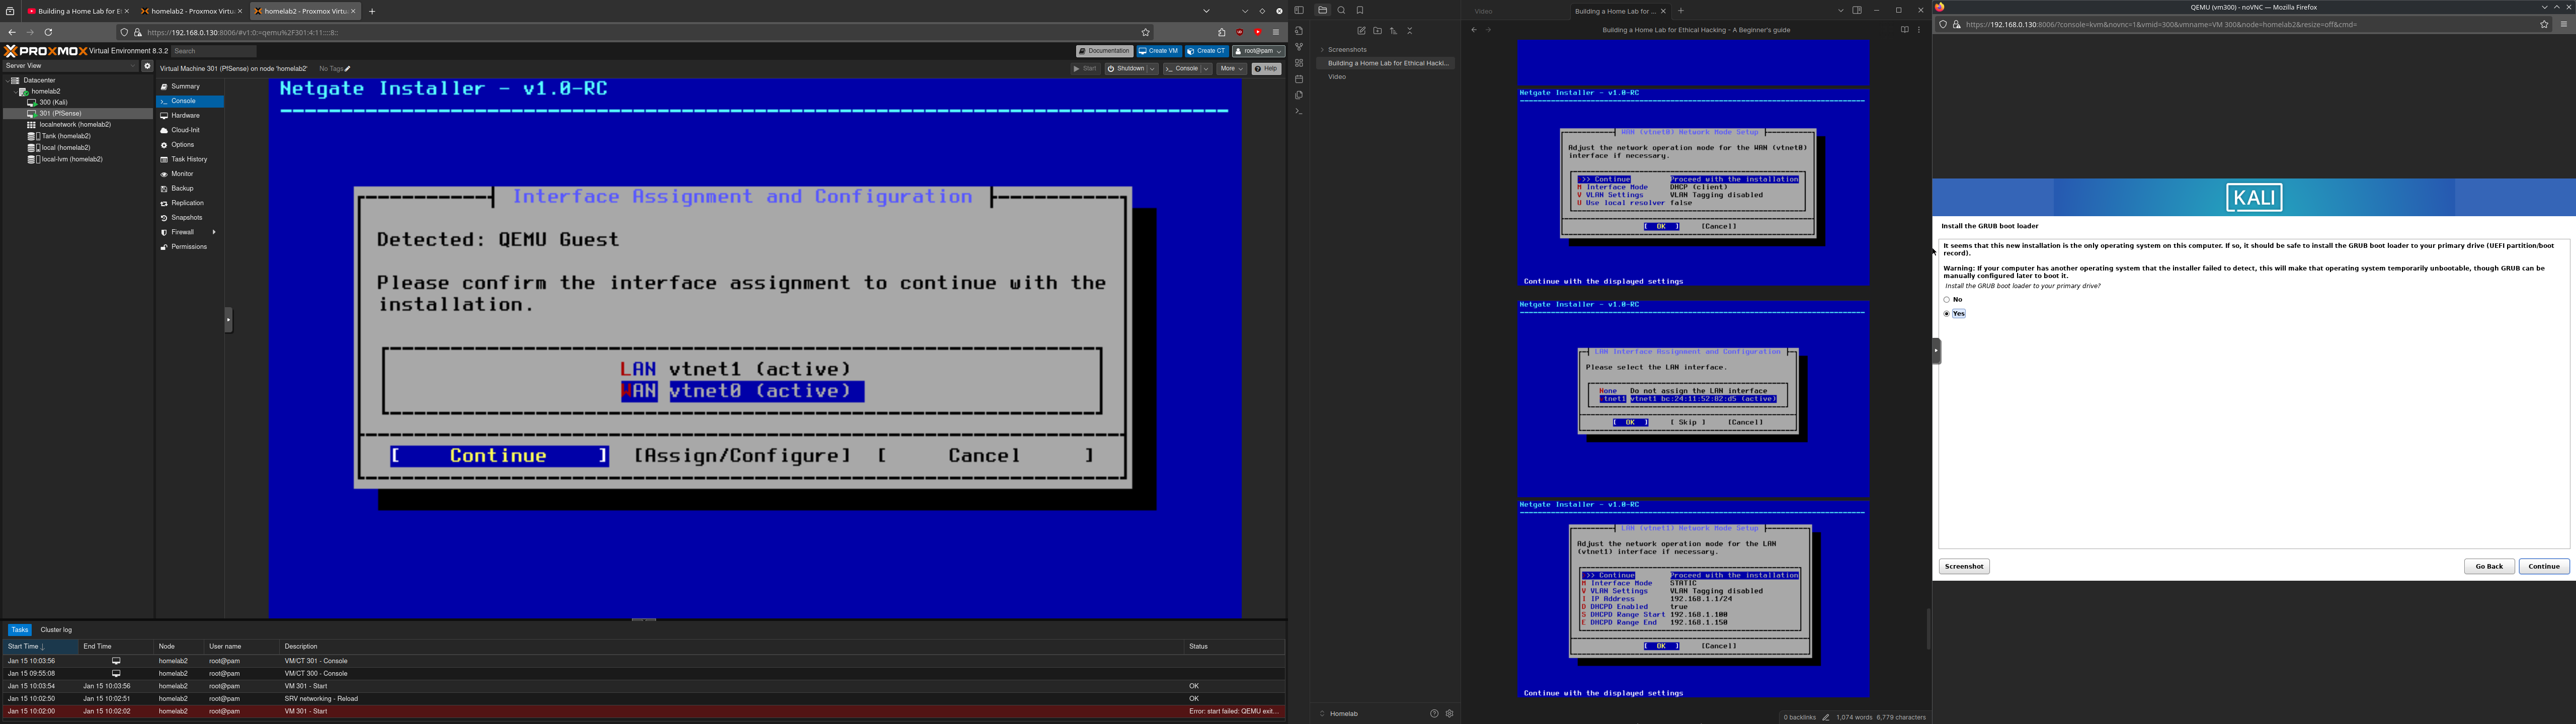 Building a Home Lab for Et
homelab2 - Proxmox Virtu
homelab2 - Proxmox Virtu
https://192.168.0.130:8006/#v1:0:=qemu%2F301:4:11::::8::
PROXMOX Virtual Environment 8.3.2
Search
Documentation
Create VM
Create CT
root@pam
Server View
Datacenter
homelab2
300 (Kali)
301 (PfSense)
localnetwork (homelab2)
Tank (homelab2)
local (homelab2)
local-lvm (homelab2)
Virtual Machine 301 (PfSense) on node 'homelab2'
No Tags
Start
Shutdown
Console
More
Help
Summary
Console
Hardware
Cloud-Init
Options
Task History
Monitor
Backup
Replication
Snapshots
Firewall
Permissions
Netgate Installer - v1.0-RC
Interface Assignment and Configuration
Detected: QEMU Guest
Please confirm the interface assignment to continue with the
installation.
LAN vtnet1 (active)
WAN vtnet0 (active)
[ Continue ] [Assign/Configure] [ Cancel ]
Tasks
Cluster log
Start Time
End Time
Node
User name
Description
Status
Jan 15 10:03:56 homelab2 root@pam VM/CT 301 - Console
Jan 15 09:55:08 homelab2 root@pam VM/CT 300 - Console
Jan 15 10:03:54 Jan 15 10:03:56 homelab2 root@pam VM 301 - Start OK
Jan 15 10:02:50 Jan 15 10:02:51 homelab2 root@pam SRV networking - Reload OK
Jan 15 10:02:00 Jan 15 10:02:02 homelab2 root@pam VM 301 - Start Error: start failed: QEMU exit...
Screenshots
Building a Home Lab for Ethical Hacki...
Video
Homelab
Video
Building a Home Lab for ...
Building a Home Lab for Ethical Hacking - A Beginner's guide
Netgate Installer - v1.0-RC
WAN (vtnet0) Network Mode Setup
Adjust the network operation mode for the WAN (vtnet0)
interface if necessary.
>> Continue Proceed with the installation
M Interface Mode DHCP (client)
V VLAN Settings VLAN Tagging disabled
U Use local resolver false
[ OK ] [Cancel]
Continue with the displayed settings
Netgate Installer - v1.0-RC
LAN Interface Assignment and Configuration
Please select the LAN interface.
None Do not assign the LAN interface
vtnet1 vtnet1 bc:24:11:52:82:d5 (active)
[ OK ] [ Skip ] [Cancel]
Netgate Installer - v1.0-RC
LAN (vtnet1) Network Mode Setup
Adjust the network operation mode for the LAN
(vtnet1) interface if necessary.
>> Continue Proceed with the installation
M Interface Mode STATIC
V VLAN Settings VLAN Tagging disabled
I IP Address 192.168.1.1/24
D DHCPD Enabled true
S DHCPD Range Start 192.168.1.100
E DHCPD Range End 192.168.1.150
[ OK ] [Cancel]
Continue with the displayed settings
0 backlinks
1,074 words 6,779 characters
QEMU (vm300) - noVNC — Mozilla Firefox
https://192.168.0.130:8006/?console=kvm&novnc=1&vmid=300&vmname=VM 300&node=homelab2&resize=off&cmd=
KALI
Install the GRUB boot loader
It seems that this new installation is the only operating system on this computer. If so, it should be safe to install the GRUB boot loader to your primary drive (UEFI partition/boot
record).
Warning: If your computer has another operating system that the installer failed to detect, this will make that operating system temporarily unbootable, though GRUB can be
manually configured later to boot it.
Install the GRUB boot loader to your primary drive?
No
Yes
Screenshot
Go Back
Continue